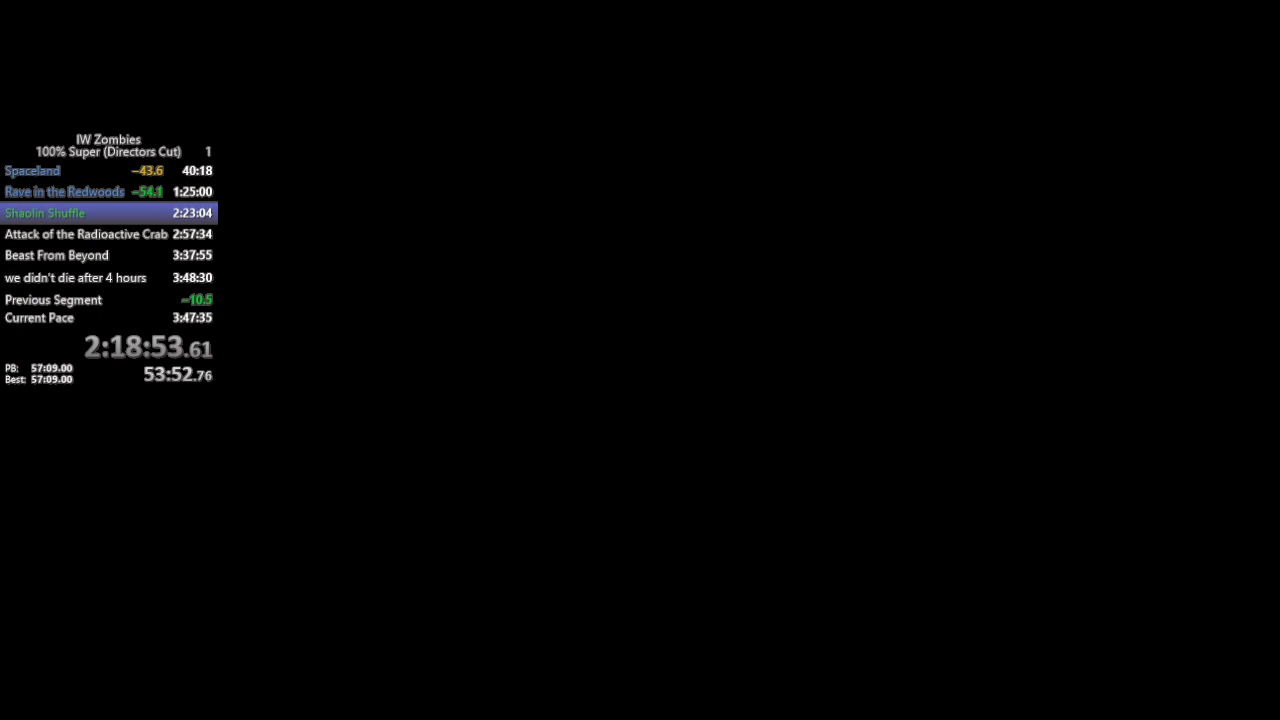 IW Zombies
100% Super (Directors Cut) 1
Spaceland −43.6 40:18
Rave in the Redwoods −54.1 1:25:00
Shaolin Shuffle 2:23:04
Attack of the Radioactive Crab 2:57:34
Beast From Beyond 3:37:55
we didn't die after 4 hours 3:48:30
Previous Segment −10.5
Current Pace 3:47:35
2:18:53.61
PB: 57:09.00
Best: 57:09.00
53:52.76